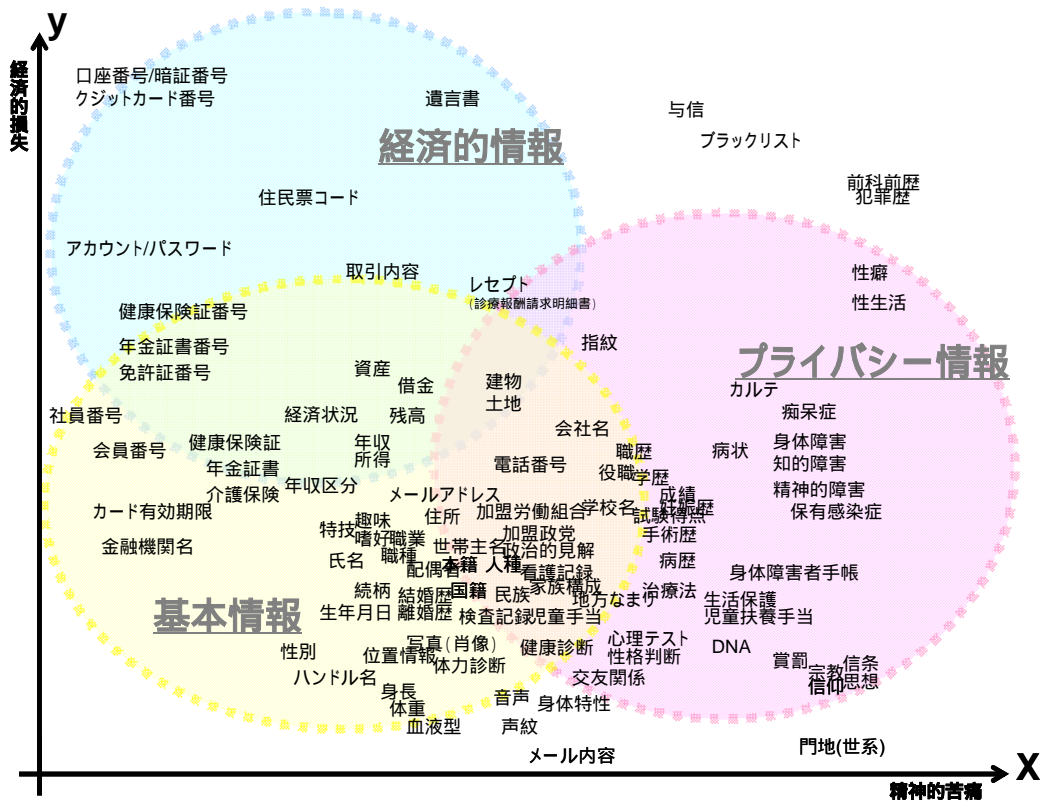 y
経済的損失
口座番号/暗証番号
クジットカード番号
遺言書
与信
ブラックリスト
経済的情報
前科前歴
犯罪歴
住民票コード
アカウント/パスワード
取引内容
レセプト
(診療報酬請求明細書)
性癖
性生活
健康保険証番号
指紋
年金証書番号
免許証番号
プライバシー情報
資産
借金
建物
土地
カルテ
痴呆症
社員番号
経済状況
残高
会社名
会員番号
健康保険証
年収
所得
職歴
病状
身体障害
知的障害
年金証書
電話番号
役職
学歴
介護保険
年収区分
メールアドレス
成績
精神的障害
カード有効期限
趣味
住所
加盟労働組合
学校名
妊娠歴
試験得点
保有感染症
特技
嗜好
職業
加盟政党
手術歴
金融機関名
職種
世帯主名
政治的見解
氏名
配偶者
本籍
人種
看護記録
病歴
身体障害者手帳
続柄
結婚歴
国籍
民族
家族構成
地方なまり
治療法
生活保護
基本情報
生年月日
離婚歴
検査記録
児童手当
児童扶養手当
性別
写真(肖像)
位置情報
体力診断
健康診断
心理テスト
性格判断
DNA
賞罰
宗教
信条
信仰
思想
ハンドル名
身長
体重
音声
交友関係
身体特性
血液型
声紋
メール内容
門地(世系)
X
精神的苦痛